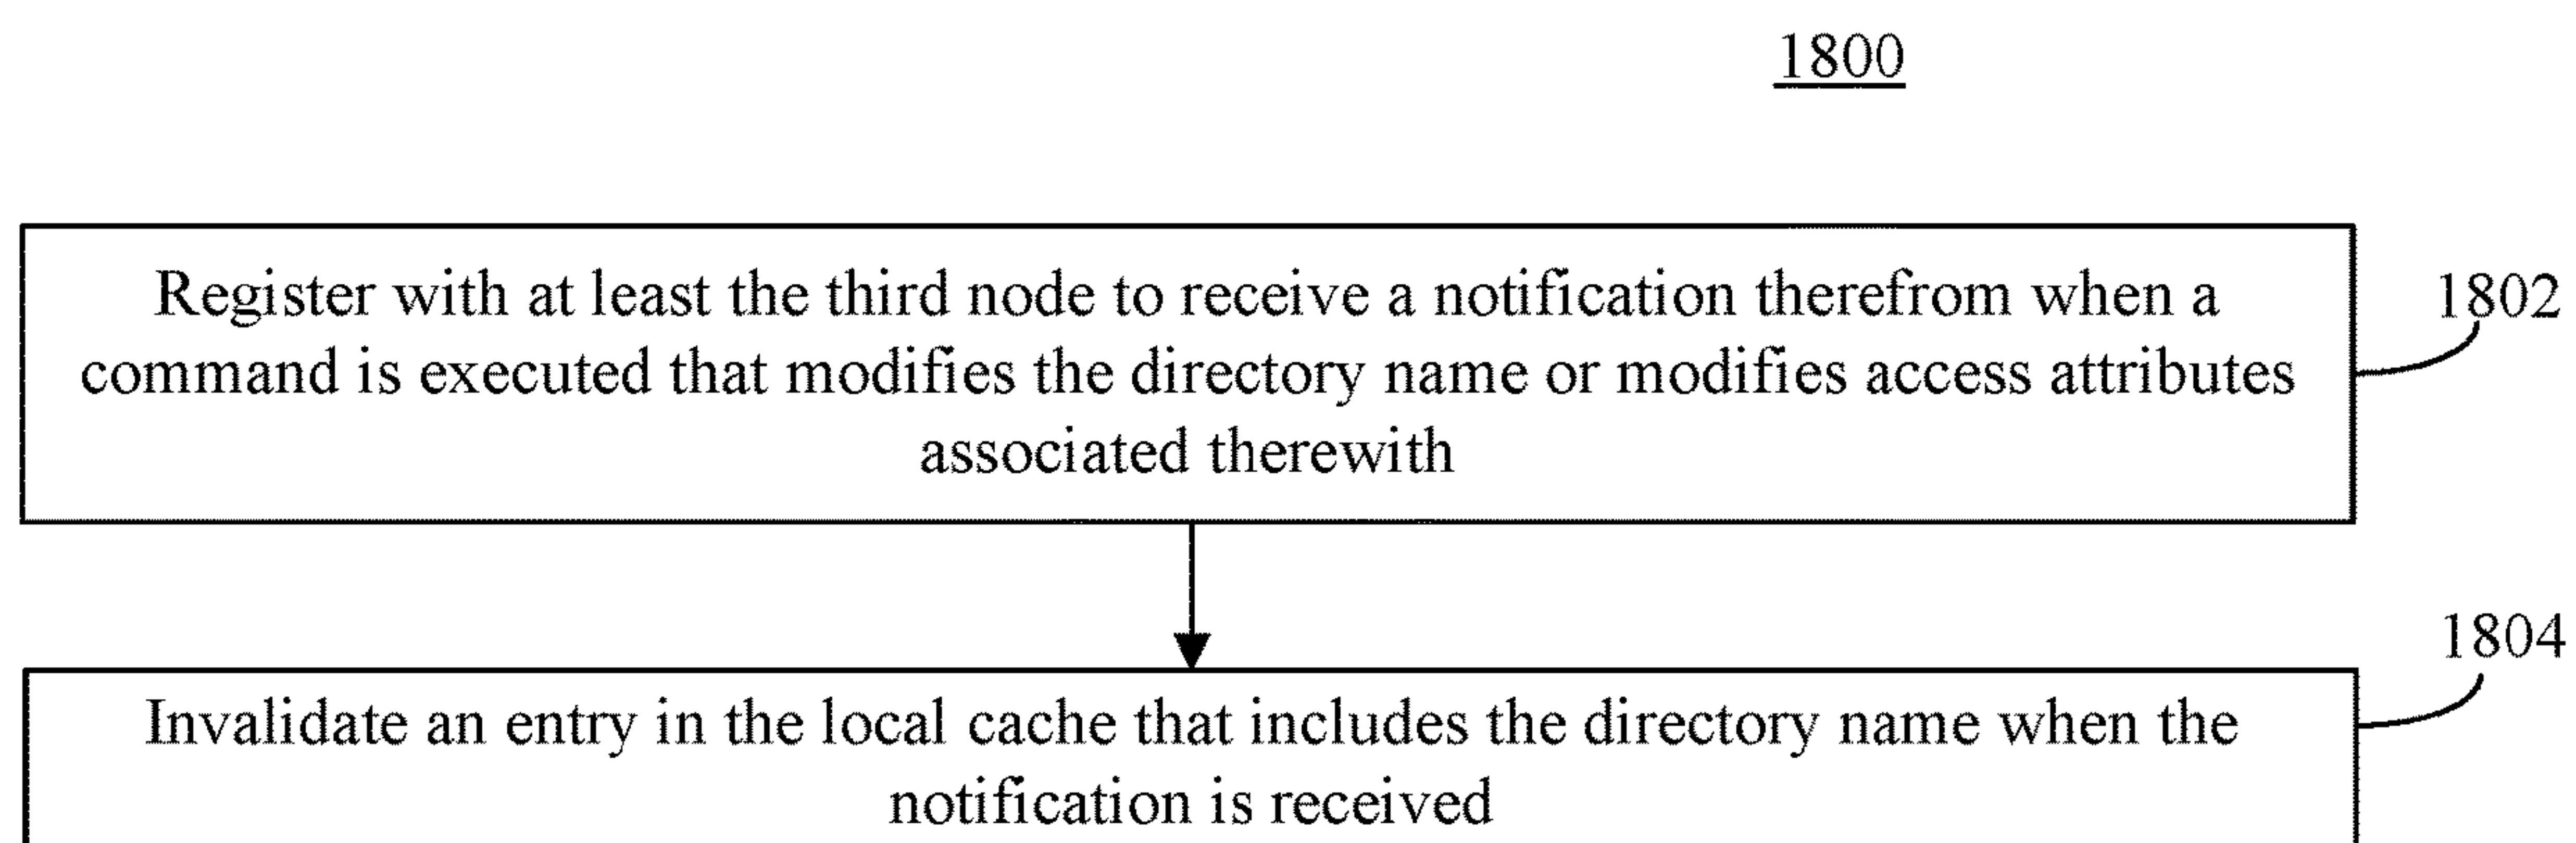 1800
Register with at least the third node to receive a notification therefrom when a
1802
command is executed that modifies the directory name or modifies access attributes
associated therewith
1804
Invalidate an entry in the local cache that includes the directory name when the
notification is received